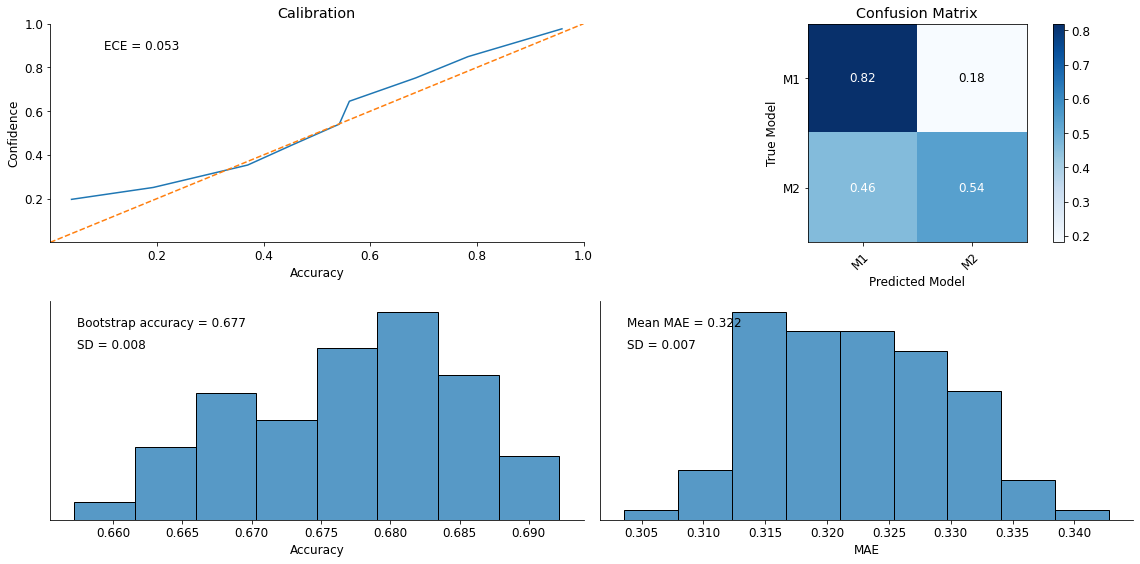 Calibration
1.0
0.8
0.6
0.4
0.2
Confidence
ECE = 0.053
0.2
0.4
0.6
0.8
1.0
Accuracy
Confusion Matrix
True Model
M1
M2
0.82
0.18
0.46
0.54
M1
M2
Predicted Model
0.8
0.7
0.6
0.5
0.4
0.3
0.2
Bootstrap accuracy = 0.677
SD = 0.008
0.660
0.665
0.670
0.675
0.680
0.685
0.690
Accuracy
Mean MAE = 0.322
SD = 0.007
0.305
0.310
0.315
0.320
0.325
0.330
0.335
0.340
MAE